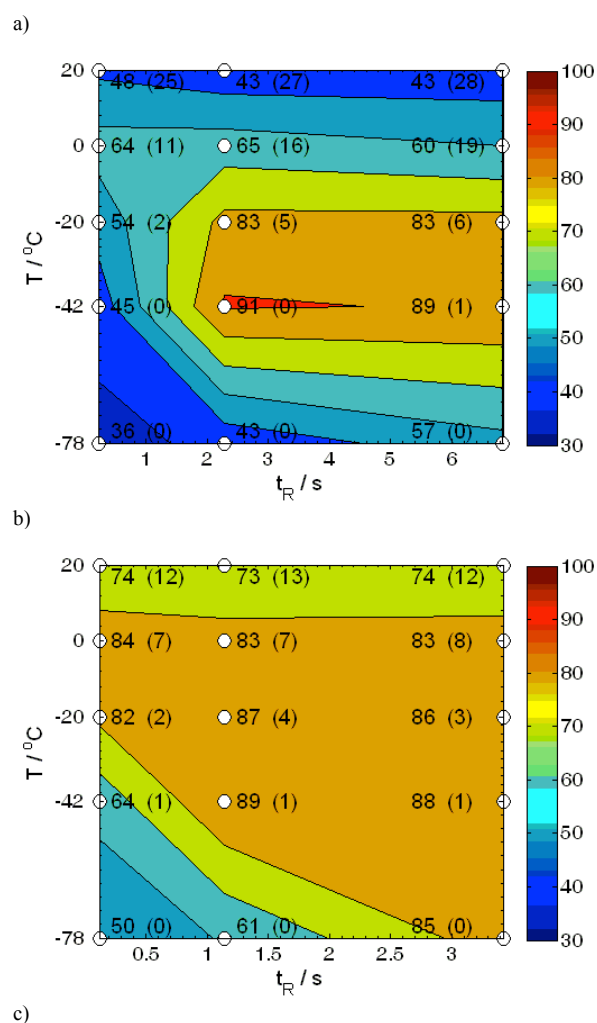 a)
20 48 (25) 43 (27) 43 (28) 100
90
0 64 (11) 65 (16) 60 (19) 80
-20 54 (2) 83 (5) 83 (6) 70
T / ⁰C
60
-42 45 (0) 91 (0) 89 (1) 50
40
-78 36 (0) 43 (0) 57 (0) 30
1 2 3 4 5 6
t_R / s
b)
20 74 (12) 73 (13) 74 (12) 100
90
0 84 (7) 83 (7) 83 (8) 80
-20 82 (2) 87 (4) 86 (3) 70
T / ⁰C
60
-42 64 (1) 89 (1) 88 (1) 50
40
-78 50 (0) 61 (0) 85 (0) 30
0.5 1 1.5 2 2.5 3
t_R / s
c)